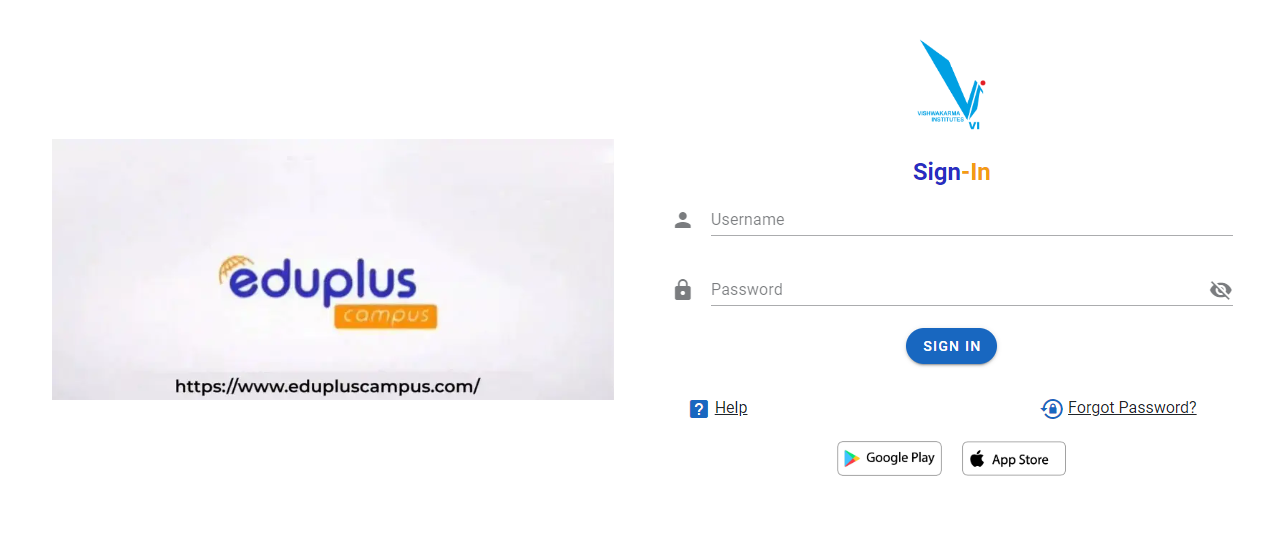 eduplus
campus
https://www.edupluscampus.com/
VISHWAKARMA
INSTITUTES
VI
Sign-In
Username
Password
SIGN IN
Help
Forgot Password?
Google Play
App Store